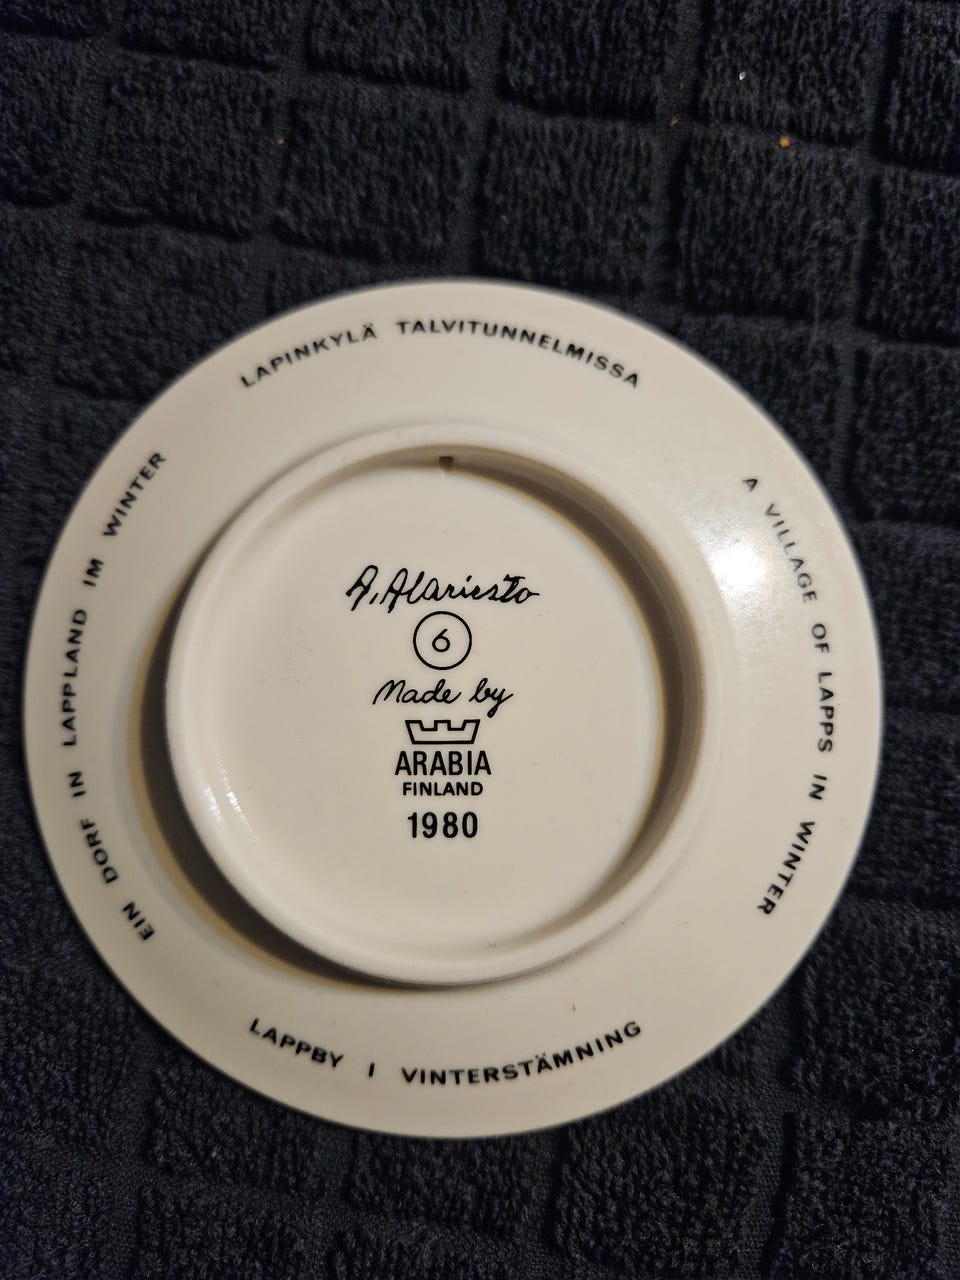 LAPINKYLÄ TALVITUNNELMISSA
A VILLAGE OF LAPPS IN WINTER
LAPPBY I VINTERSTÄMNING
EIN DORF IN LAPPLAND IM WINTER
A. Alariesto
6
Made by
ARABIA
FINLAND
1980